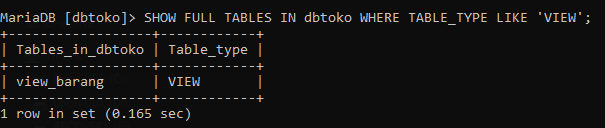 MariaDB [dbtoko]> SHOW FULL TABLES IN dbtoko WHERE TABLE_TYPE LIKE 'VIEW';
+------------------+------------+
| Tables_in_dbtoko | Table_type |
+------------------+------------+
| view_barang      | VIEW       |
+------------------+------------+
1 row in set (0.165 sec)